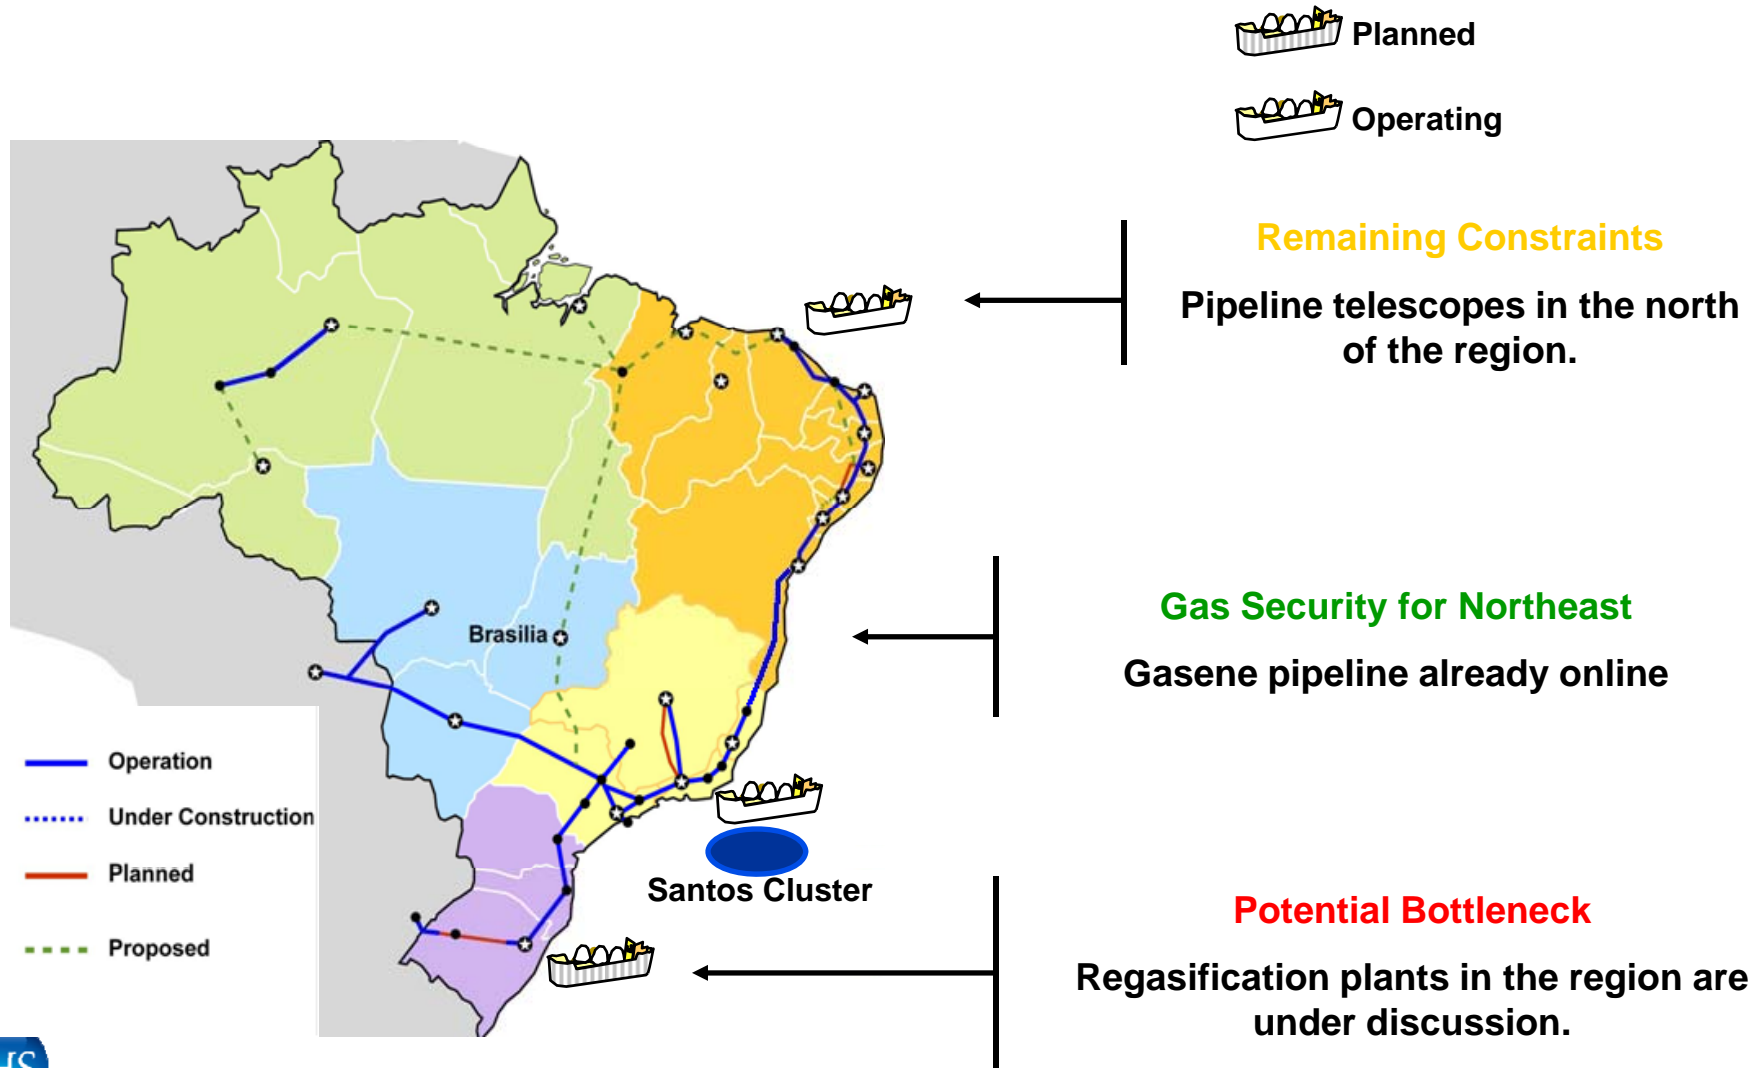 Planned
Operating
Remaining Constraints
Pipeline telescopes in the north
of the region.
Gas Security for Northeast
Gasene pipeline already online
Brasilia
Operation
Under Construction
Planned
Proposed
Santos Cluster
Potential Bottleneck
Regasification plants in the region are
under discussion.